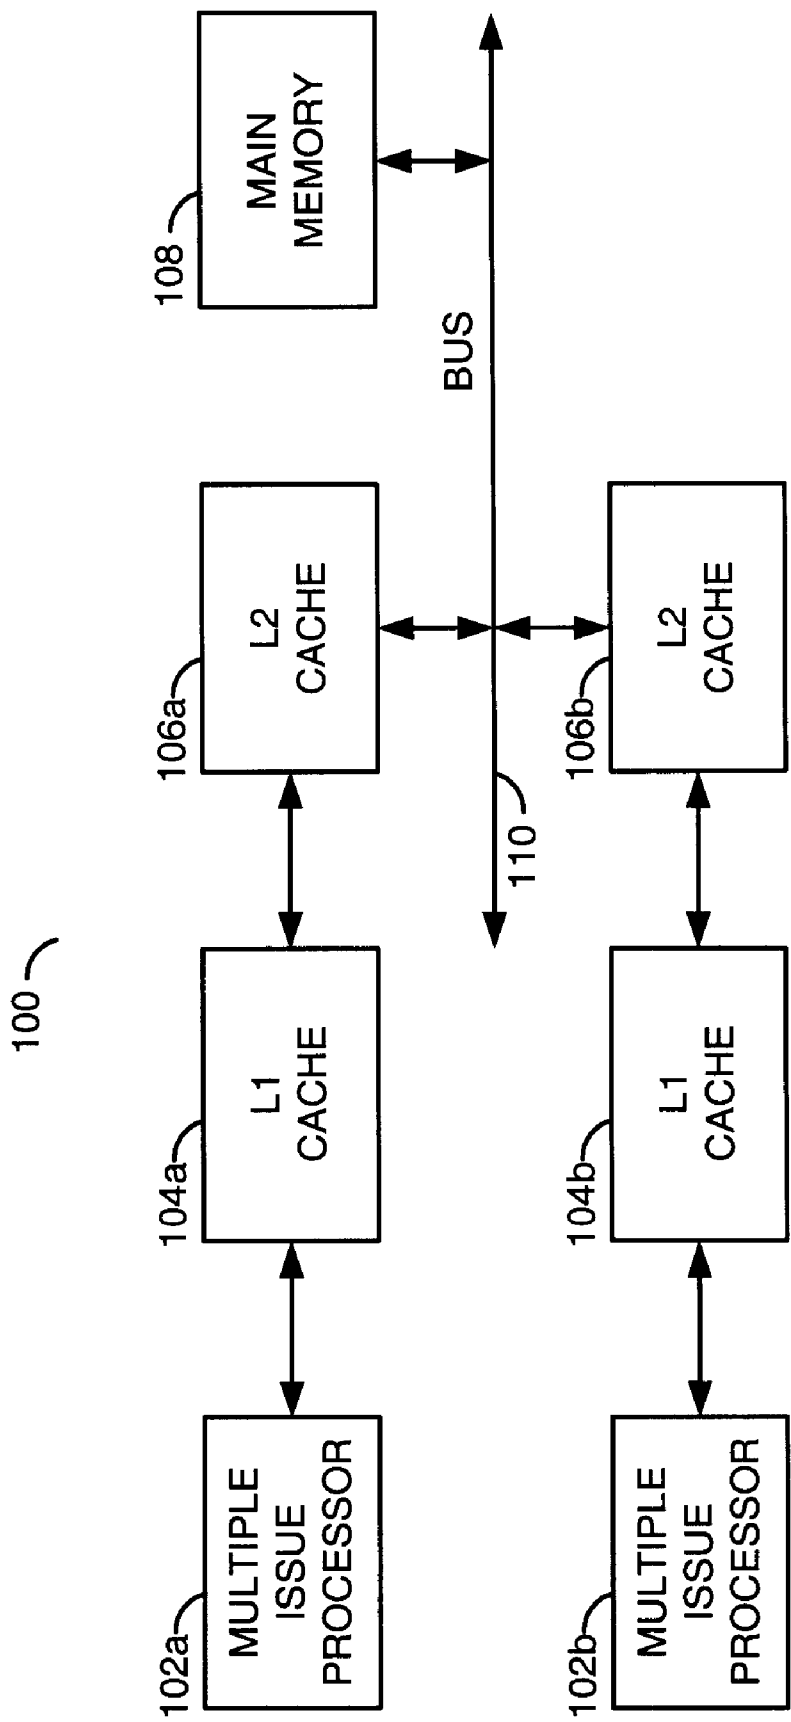 100
102a
MULTIPLE
ISSUE
PROCESSOR
104a
L1
CACHE
106a
L2
CACHE
108
MAIN
MEMORY
110
BUS
102b
MULTIPLE
ISSUE
PROCESSOR
104b
L1
CACHE
106b
L2
CACHE